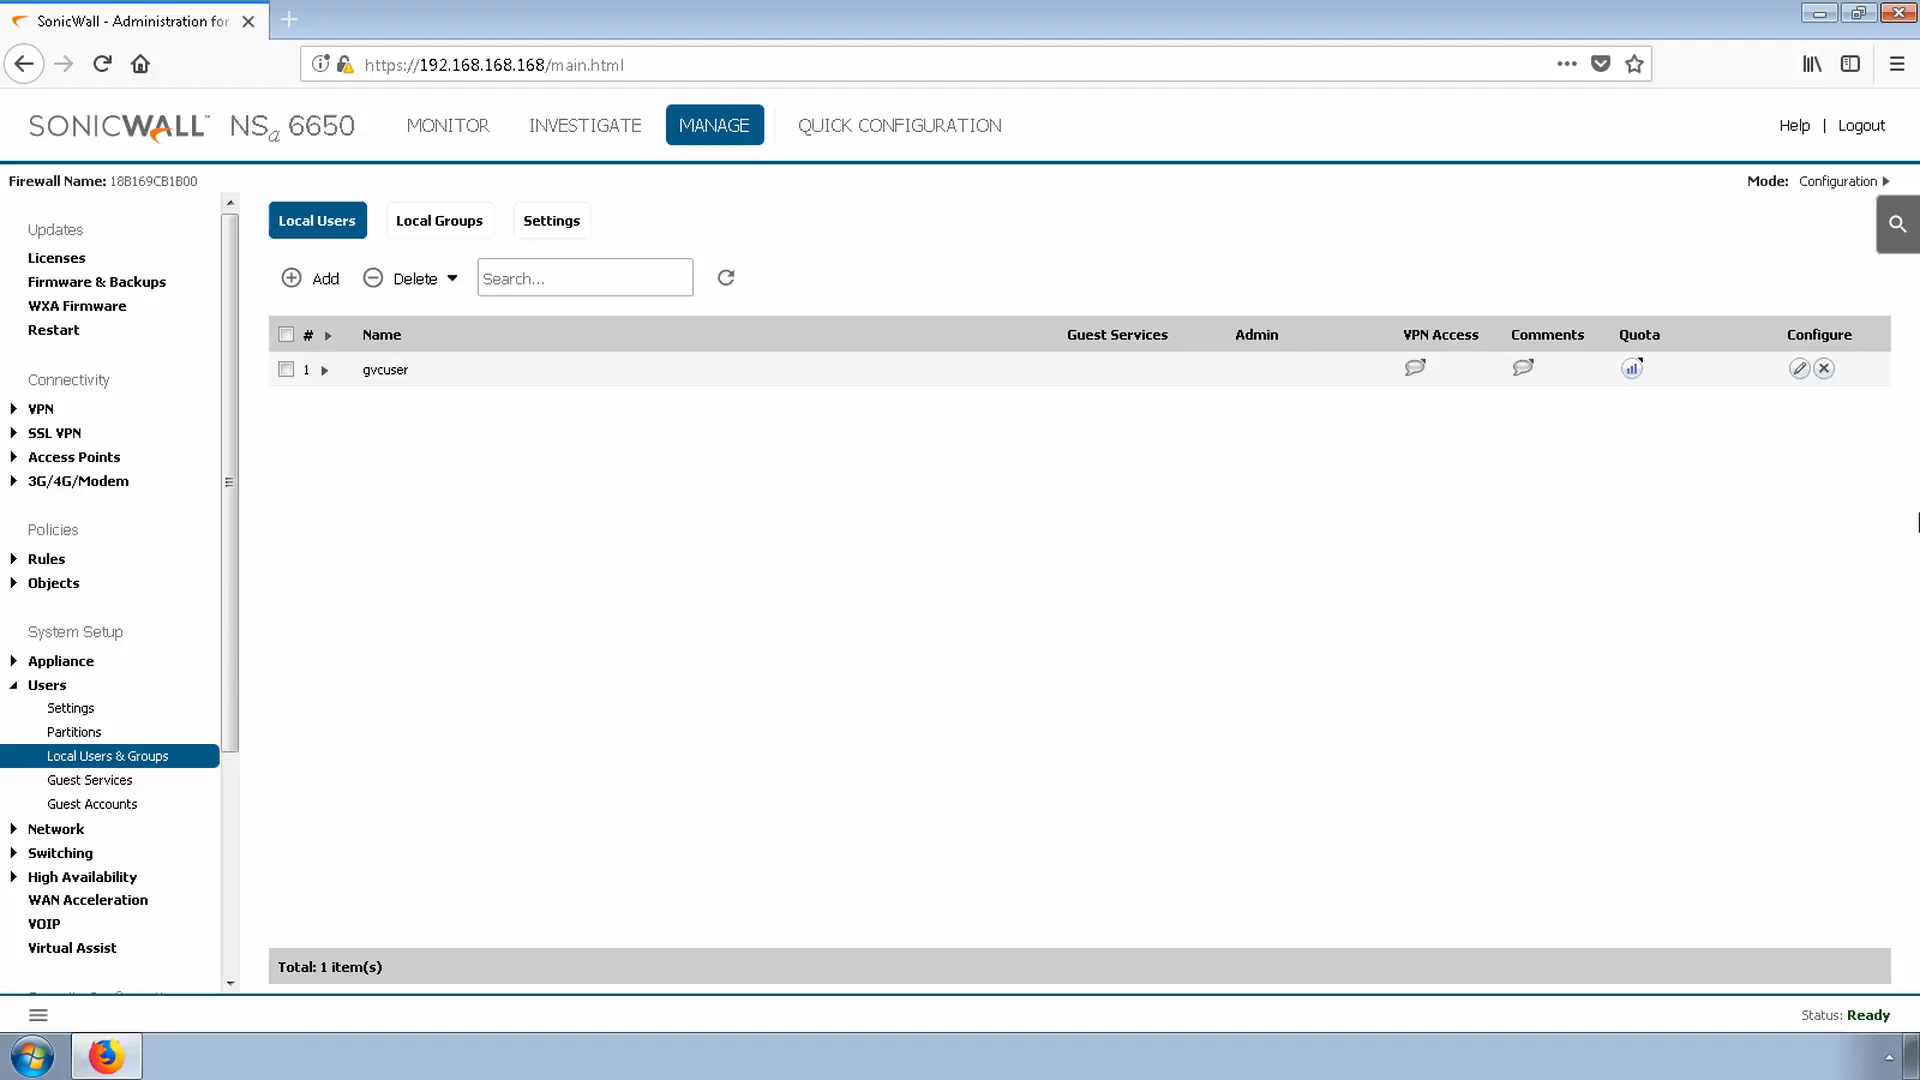 SonicWall - Administration for
https://192.168.168.168/main.html
SONICWALL NSa 6650 MONITOR INVESTIGATE MANAGE QUICK CONFIGURATION Help | Logout
Firewall Name: 18B169CB1B00
Mode: Configuration
Updates
Licenses
Firmware & Backups
WXA Firmware
Restart
Connectivity
VPN
SSL VPN
Access Points
3G/4G/Modem
Policies
Rules
Objects
System Setup
Appliance
Users
Settings
Partitions
Local Users & Groups
Guest Services
Guest Accounts
Network
Switching
High Availability
WAN Acceleration
VOIP
Virtual Assist
Local Users Local Groups Settings
Add Delete Search...
# Name Guest Services Admin VPN Access Comments Quota Configure
1 gvcuser
Total: 1 item(s)
Status: Ready